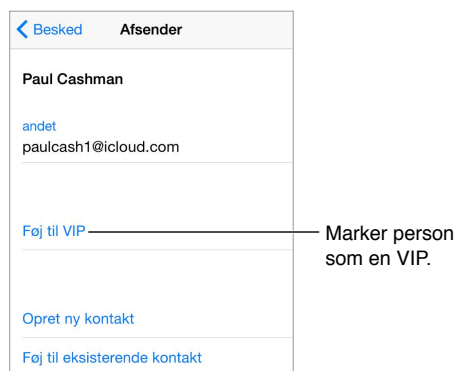 Besked Afsender
Paul Cashman
andet
paulcash1@icloud.com
Føj til VIP
Marker person
som en VIP.
Opret ny kontakt
Føj til eksisterende kontakt